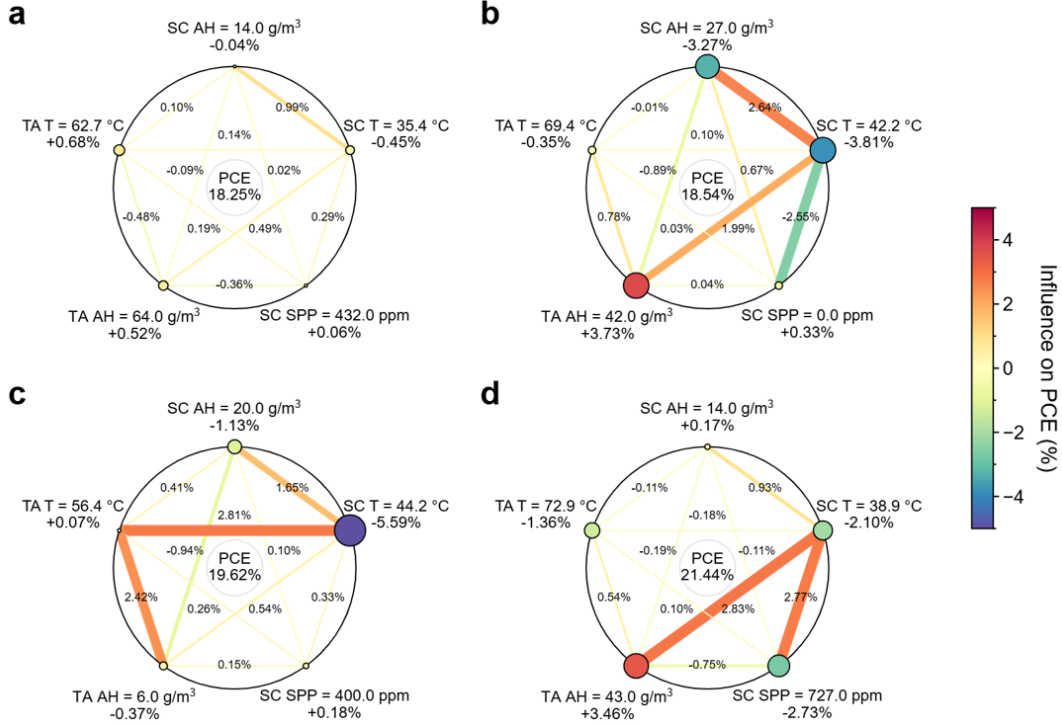 a
SC AH = 14.0 g/m³
-0.04%
TA T = 62.7 °C
+0.68%
SC T = 35.4 °C
-0.45%
0.10%
0.99%
0.14%
-0.09%
0.02%
PCE
18.25%
-0.48%
0.19%
0.49%
0.29%
-0.36%
TA AH = 64.0 g/m³
+0.52%
SC SPP = 432.0 ppm
+0.06%
b
SC AH = 27.0 g/m³
-3.27%
TA T = 69.4 °C
-0.35%
SC T = 42.2 °C
-3.81%
-0.01%
2.64%
0.10%
-0.89%
0.67%
PCE
18.54%
0.78%
0.03%
1.99%
-2.55%
0.04%
TA AH = 42.0 g/m³
+3.73%
SC SPP = 0.0 ppm
+0.33%
c
SC AH = 20.0 g/m³
-1.13%
TA T = 56.4 °C
+0.07%
SC T = 44.2 °C
-5.59%
0.41%
1.65%
2.81%
-0.94%
0.10%
PCE
19.62%
2.42%
0.26%
0.54%
0.33%
0.15%
TA AH = 6.0 g/m³
-0.37%
SC SPP = 400.0 ppm
+0.18%
d
SC AH = 14.0 g/m³
+0.17%
TA T = 72.9 °C
-1.36%
SC T = 38.9 °C
-2.10%
-0.11%
0.93%
-0.18%
-0.19%
-0.11%
PCE
21.44%
0.54%
0.10%
2.83%
2.77%
-0.75%
TA AH = 43.0 g/m³
+3.46%
SC SPP = 727.0 ppm
-2.73%
4
2
0
−2
−4
Influence on PCE (%)